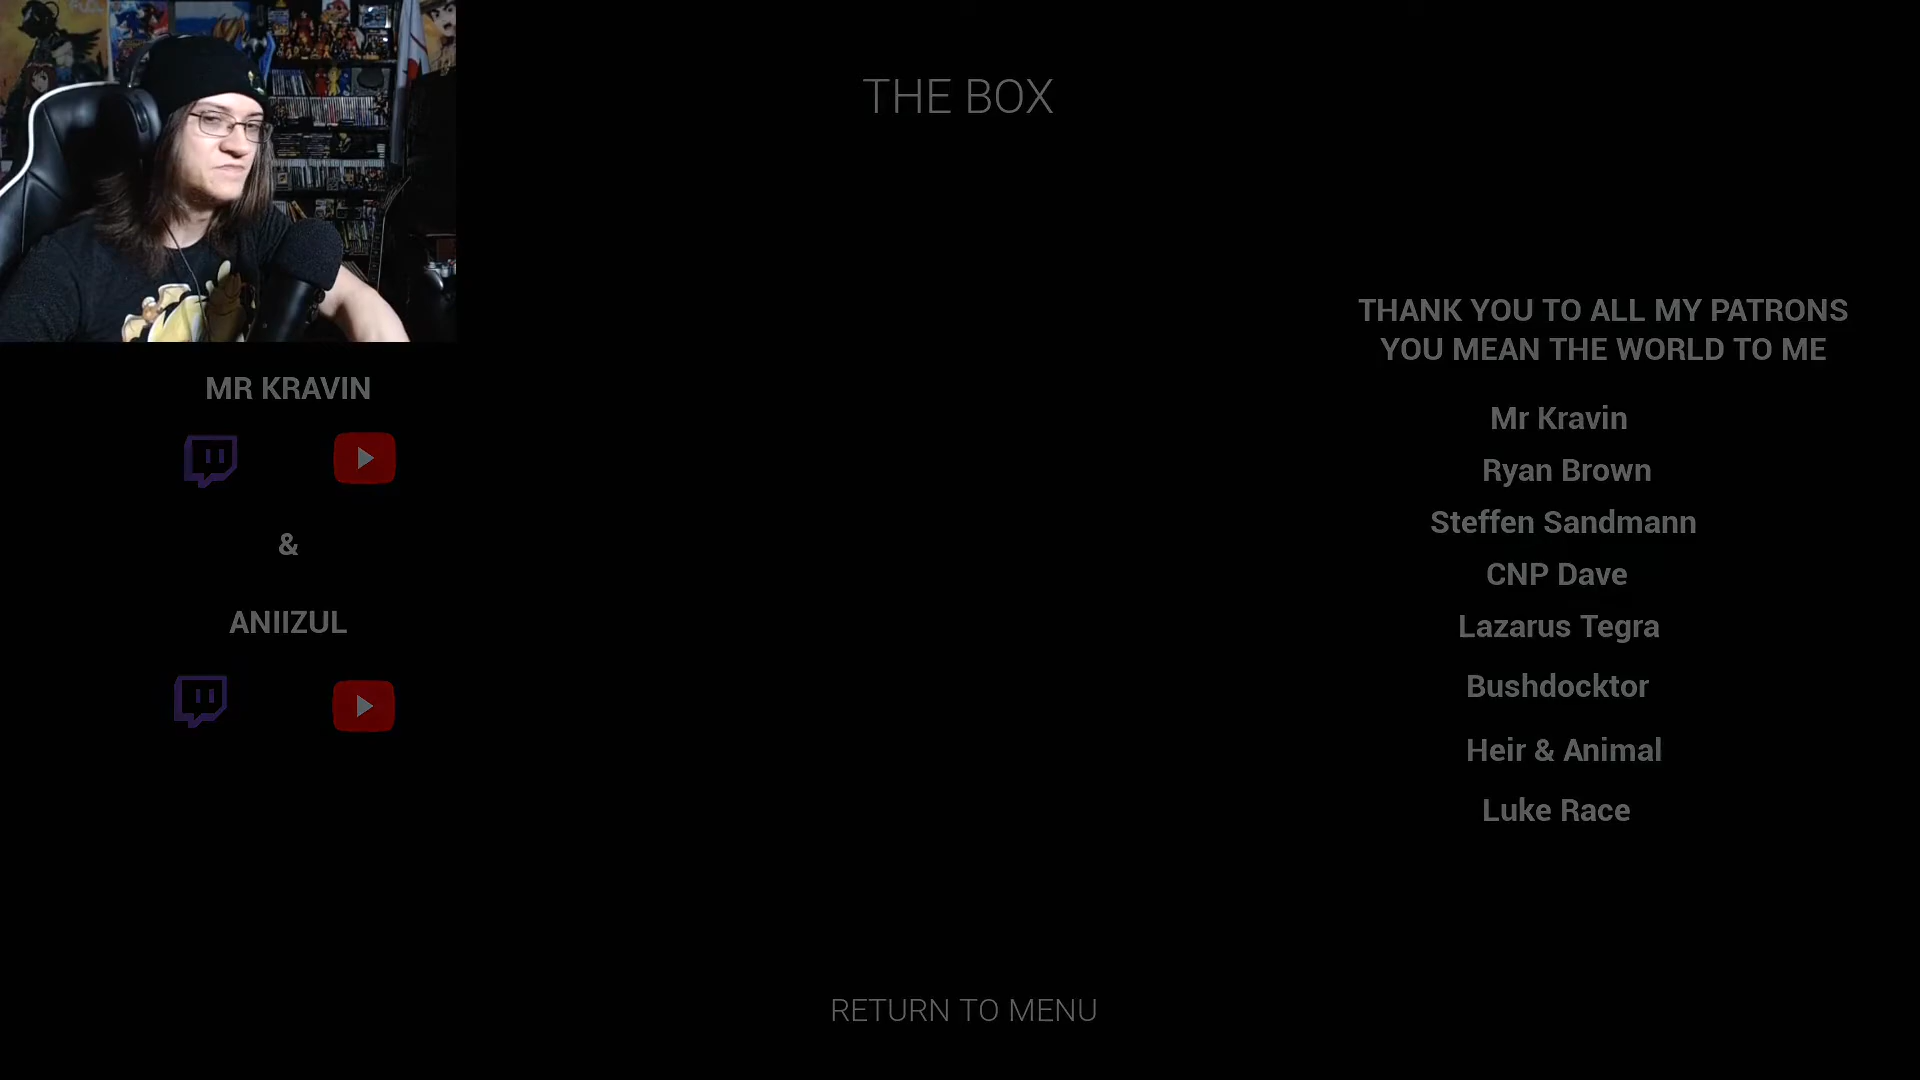 THE BOX
MR KRAVIN
&
ANIIZUL
THANK YOU TO ALL MY PATRONS
YOU MEAN THE WORLD TO ME
Mr Kravin
Ryan Brown
Steffen Sandmann
CNP Dave
Lazarus Tegra
Bushdocktor
Heir & Animal
Luke Race
RETURN TO MENU